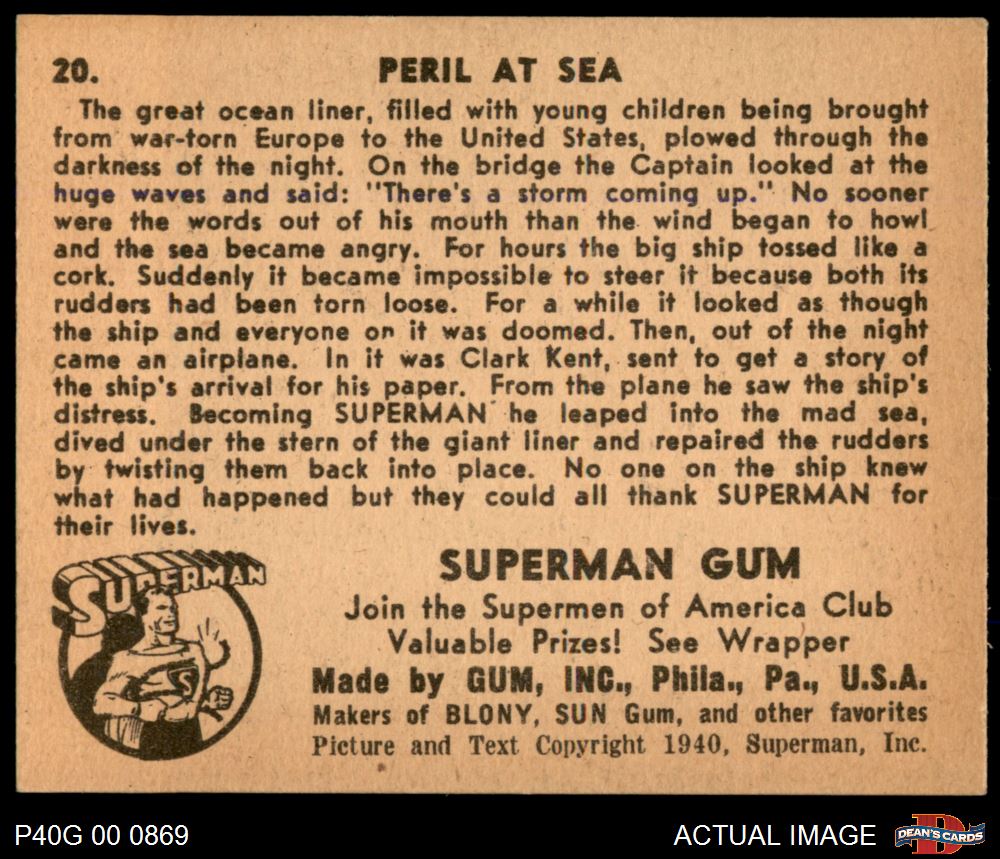 20. PERIL AT SEA
The great ocean liner, filled with young children being brought
from war-torn Europe to the United States, plowed through the
darkness of the night. On the bridge the Captain looked at the
huge waves and said: "There's a storm coming up." No sooner
were the words out of his mouth than the wind began to howl
and the sea became angry. For hours the big ship tossed like a
cork. Suddenly it became impossible to steer it because both its
rudders had been torn loose. For a while it looked as though
the ship and everyone on it was doomed. Then, out of the night
came an airplane. In it was Clark Kent, sent to get a story of
the ship's arrival for his paper. From the plane he saw the ship's
distress. Becoming SUPERMAN he leaped into the mad sea,
dived under the stern of the giant liner and repaired the rudders
by twisting them back into place. No one on the ship knew
what had happened but they could all thank SUPERMAN for
their lives.
SUPERMAN
S
SUPERMAN GUM
Join the Supermen of America Club
Valuable Prizes! See Wrapper
Made by GUM, INC., Phila., Pa., U.S.A.
Makers of BLONY, SUN Gum, and other favorites
Picture and Text Copyright 1940, Superman, Inc.
P40G 00 0869
ACTUAL IMAGE
D
DEAN'S CARDS